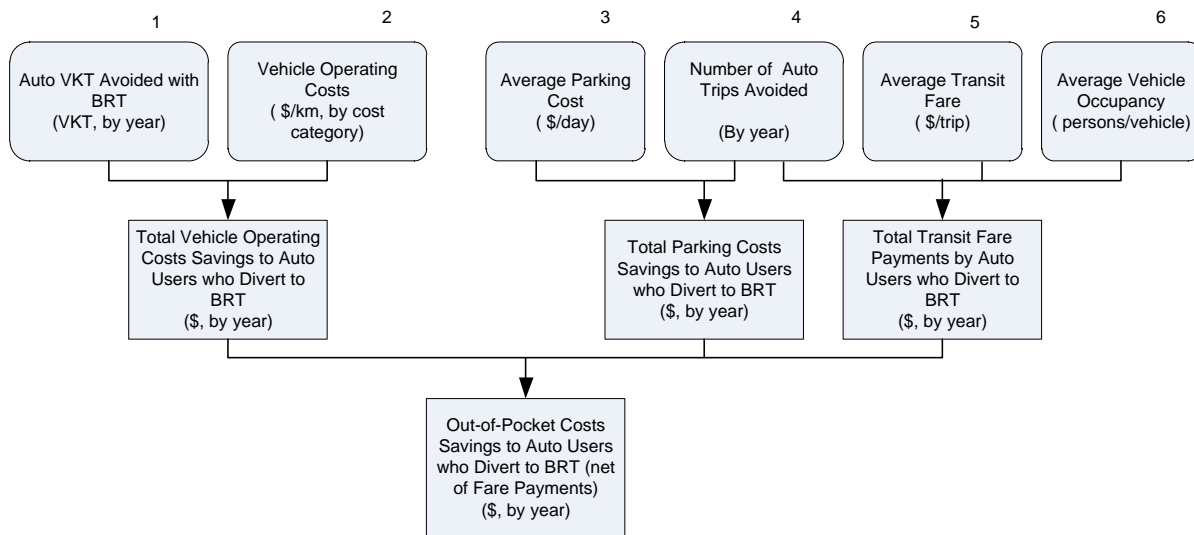 1
2
3
4
5
6
Auto VKT Avoided with
BRT
(VKT, by year)
Vehicle Operating
Costs
( $/km, by cost
category)
Average Parking
Cost
( $/day)
Number of Auto
Trips Avoided
(By year)
Average Transit
Fare
( $/trip)
Average Vehicle
Occupancy
( persons/vehicle)
Total Vehicle Operating
Costs Savings to Auto
Users who Divert to
BRT
($, by year)
Total Parking Costs
Savings to Auto Users
who Divert to BRT
($, by year)
Total Transit Fare
Payments by Auto
Users who Divert to
BRT
($, by year)
Out-of-Pocket Costs
Savings to Auto Users
who Divert to BRT (net
of Fare Payments)
($, by year)